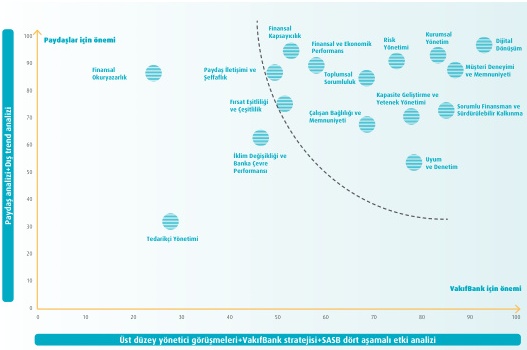 Paydaşlar için önemi
Paydaş analizi+Dış trend analizi
100
90
80
70
60
50
40
30
20
10
0
Finansal
Okuryazarlık
Finansal
Kapsayıcılık
Finansal ve Ekonomik
Performans
Risk
Yönetimi
Kurumsal
Yönetim
Dijital
Dönüşüm
Paydaş İletişimi ve
Şeffaflık
Toplumsal
Sorumluluk
Müşteri Deneyimi
ve Memnuniyeti
Fırsat Eşitliği
ve Çeşitlilik
Kapasite Geliştirme ve
Yetenek Yönetimi
Çalışan Bağlılığı ve
Memnuniyeti
Sorumlu Finansman ve
Sürdürülebilir Kalkınma
İklim Değişikliği ve
Banka Çevre
Performansı
Uyum
ve Denetim
Tedarikçi Yönetimi
VakıfBank için önemi
0 10 20 30 40 50 60 70 80 90 100
Üst düzey yönetici görüşmeleri+VakıfBank stratejisi+SASB dört aşamalı etki analizi